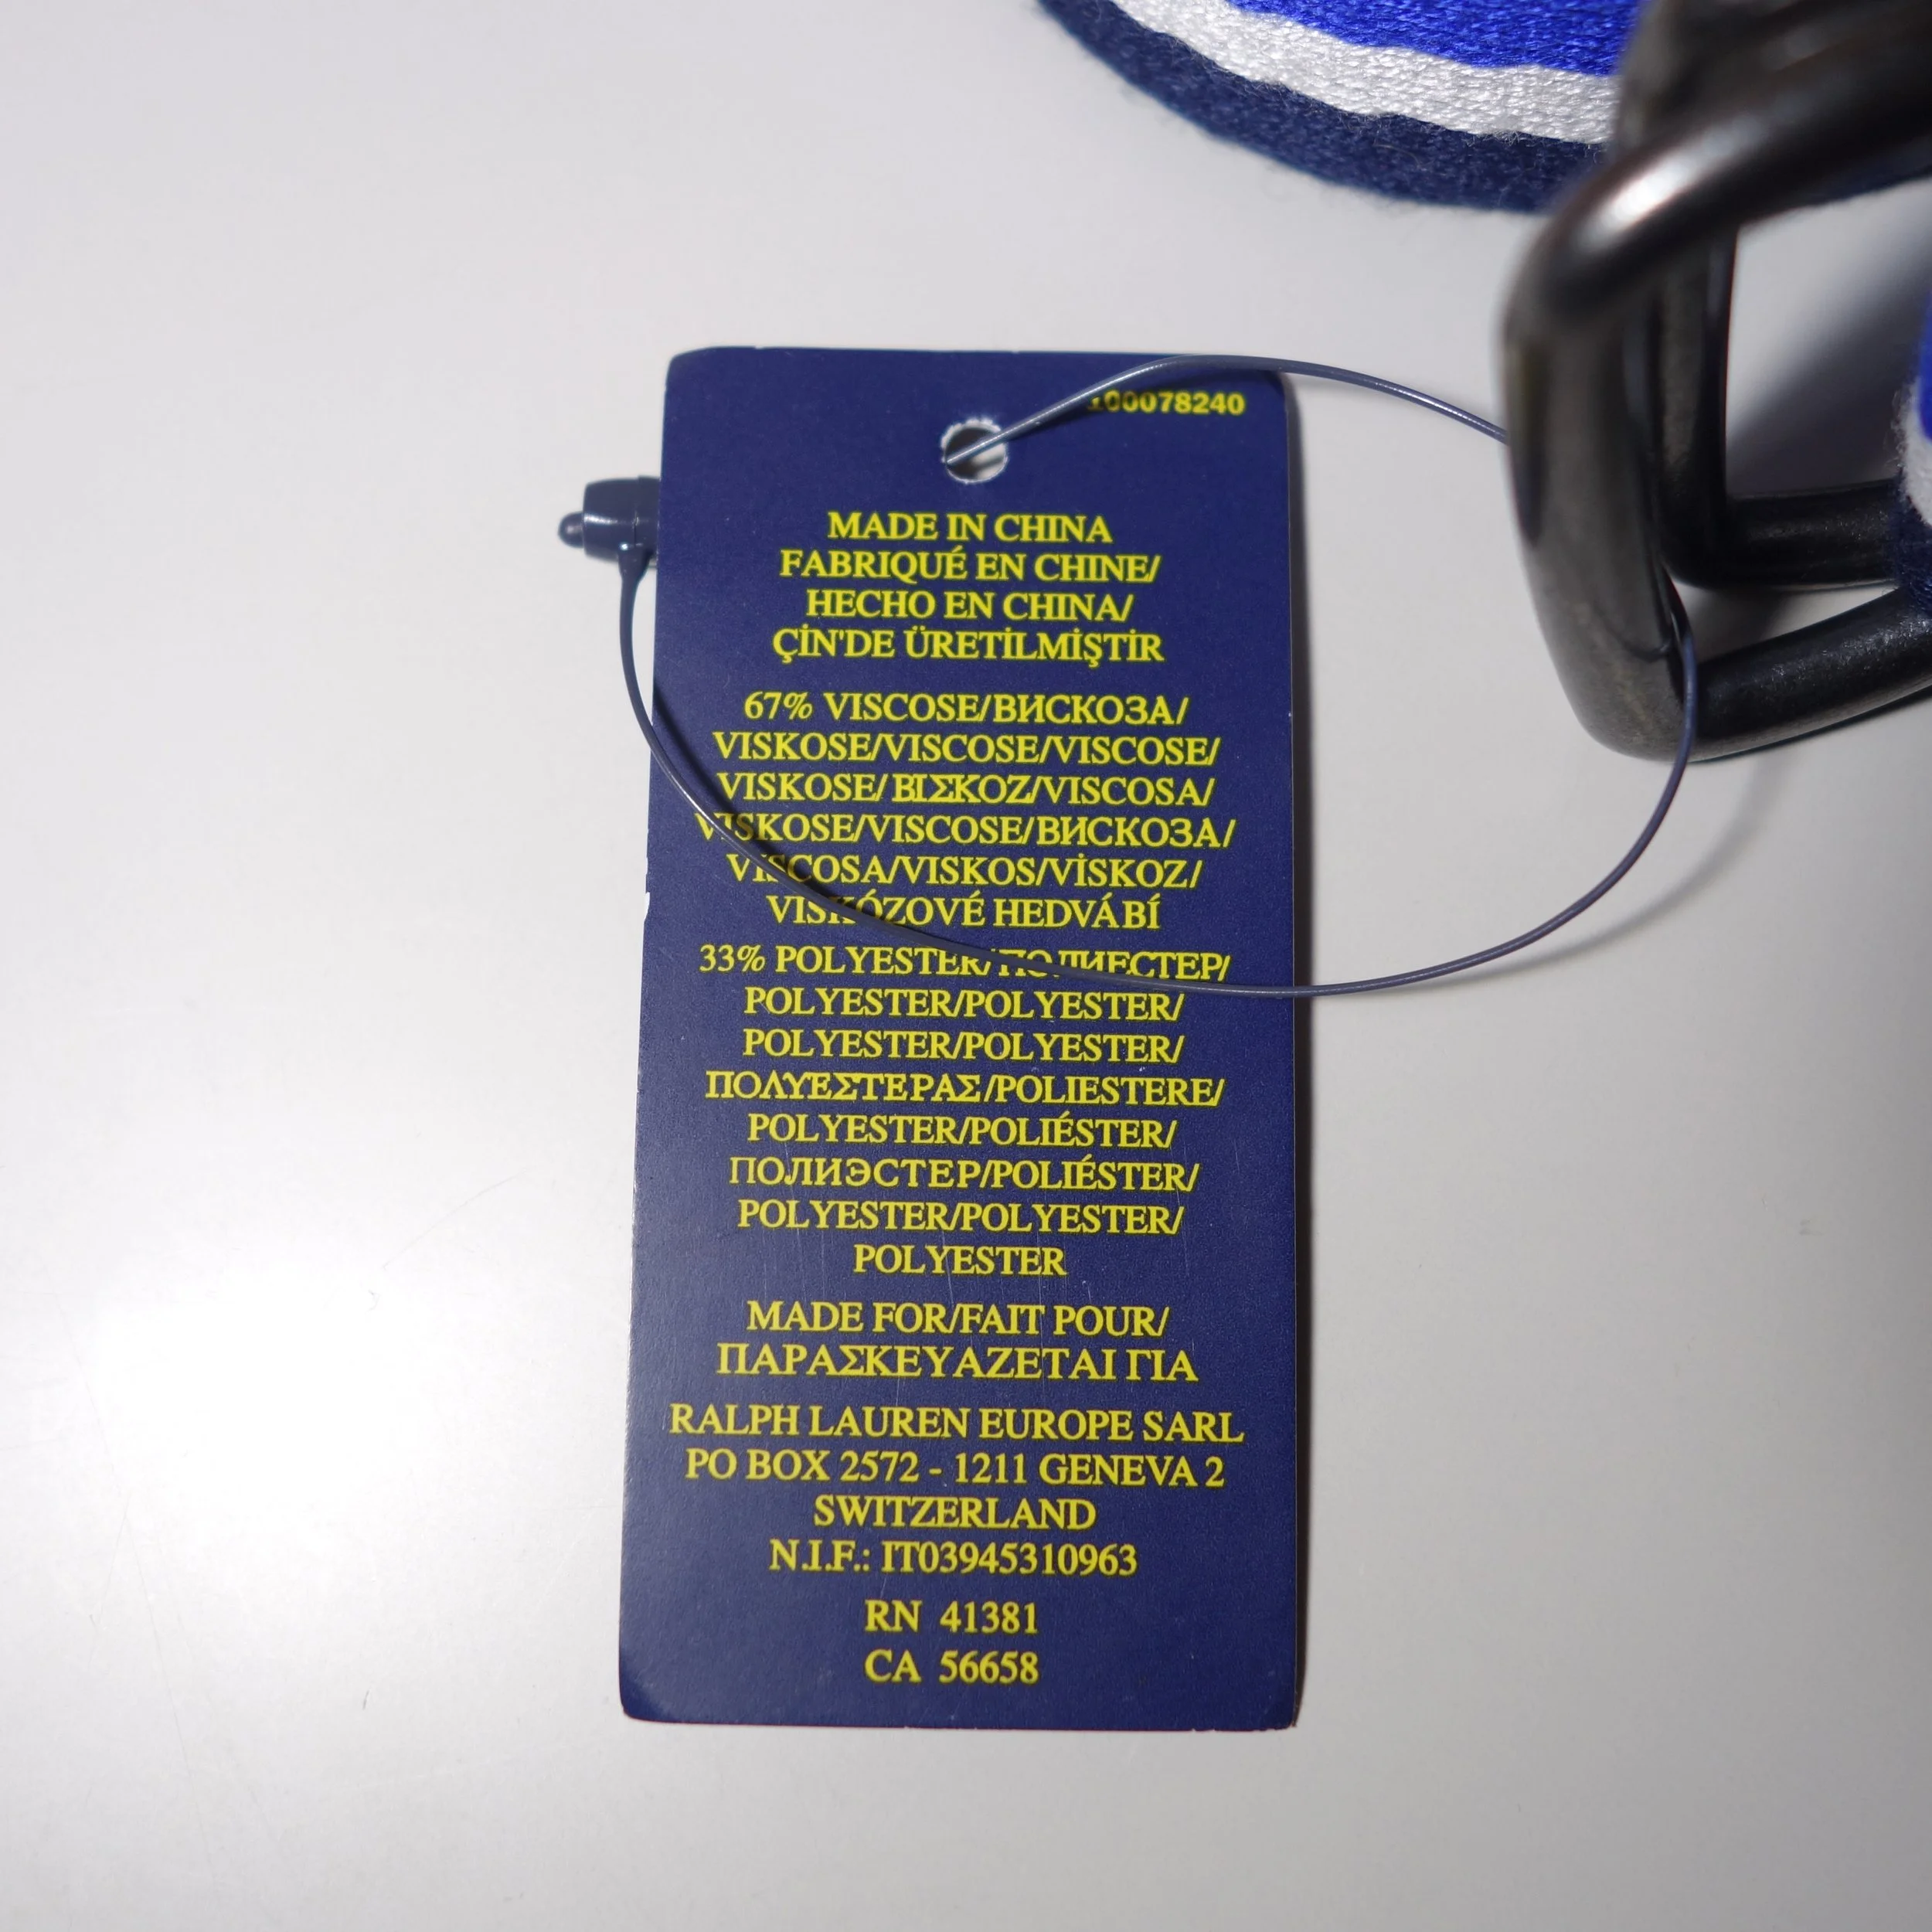 100078240
MADE IN CHINA
FABRIQUÉ EN CHINE/
HECHO EN CHINA/
ÇİN'DE ÜRETİLMİŞTİR
67% VISCOSE/ВИСКОЗА/
VISKOSE/VISCOSE/VISCOSE/
VISKOSE/ΒΙΣΚΟΖ/VISCOSA/
VISKOSE/VISCOSE/ВИСКОЗА/
VISCOSA/VISKOS/VİSKOZ/
VISKÓZOVÉ HEDVÁBÍ
33% POLYESTER/ПОЛИЕСТЕР/
POLYESTER/POLYESTER/
POLYESTER/POLYESTER/
ΠΟΛΥΕΣΤΕΡΑΣ/POLIESTERE/
POLYESTER/POLIÉSTER/
ПОЛИЭСТЕР/POLIÉSTER/
POLYESTER/POLYESTER/
POLYESTER
MADE FOR/FAIT POUR/
ΠΑΡΑΣΚΕΥΑΖΕΤΑΙ ΓΙΑ
RALPH LAUREN EUROPE SARL
PO BOX 2572 - 1211 GENEVA 2
SWITZERLAND
N.I.F.: IT03945310963
RN 41381
CA 56658